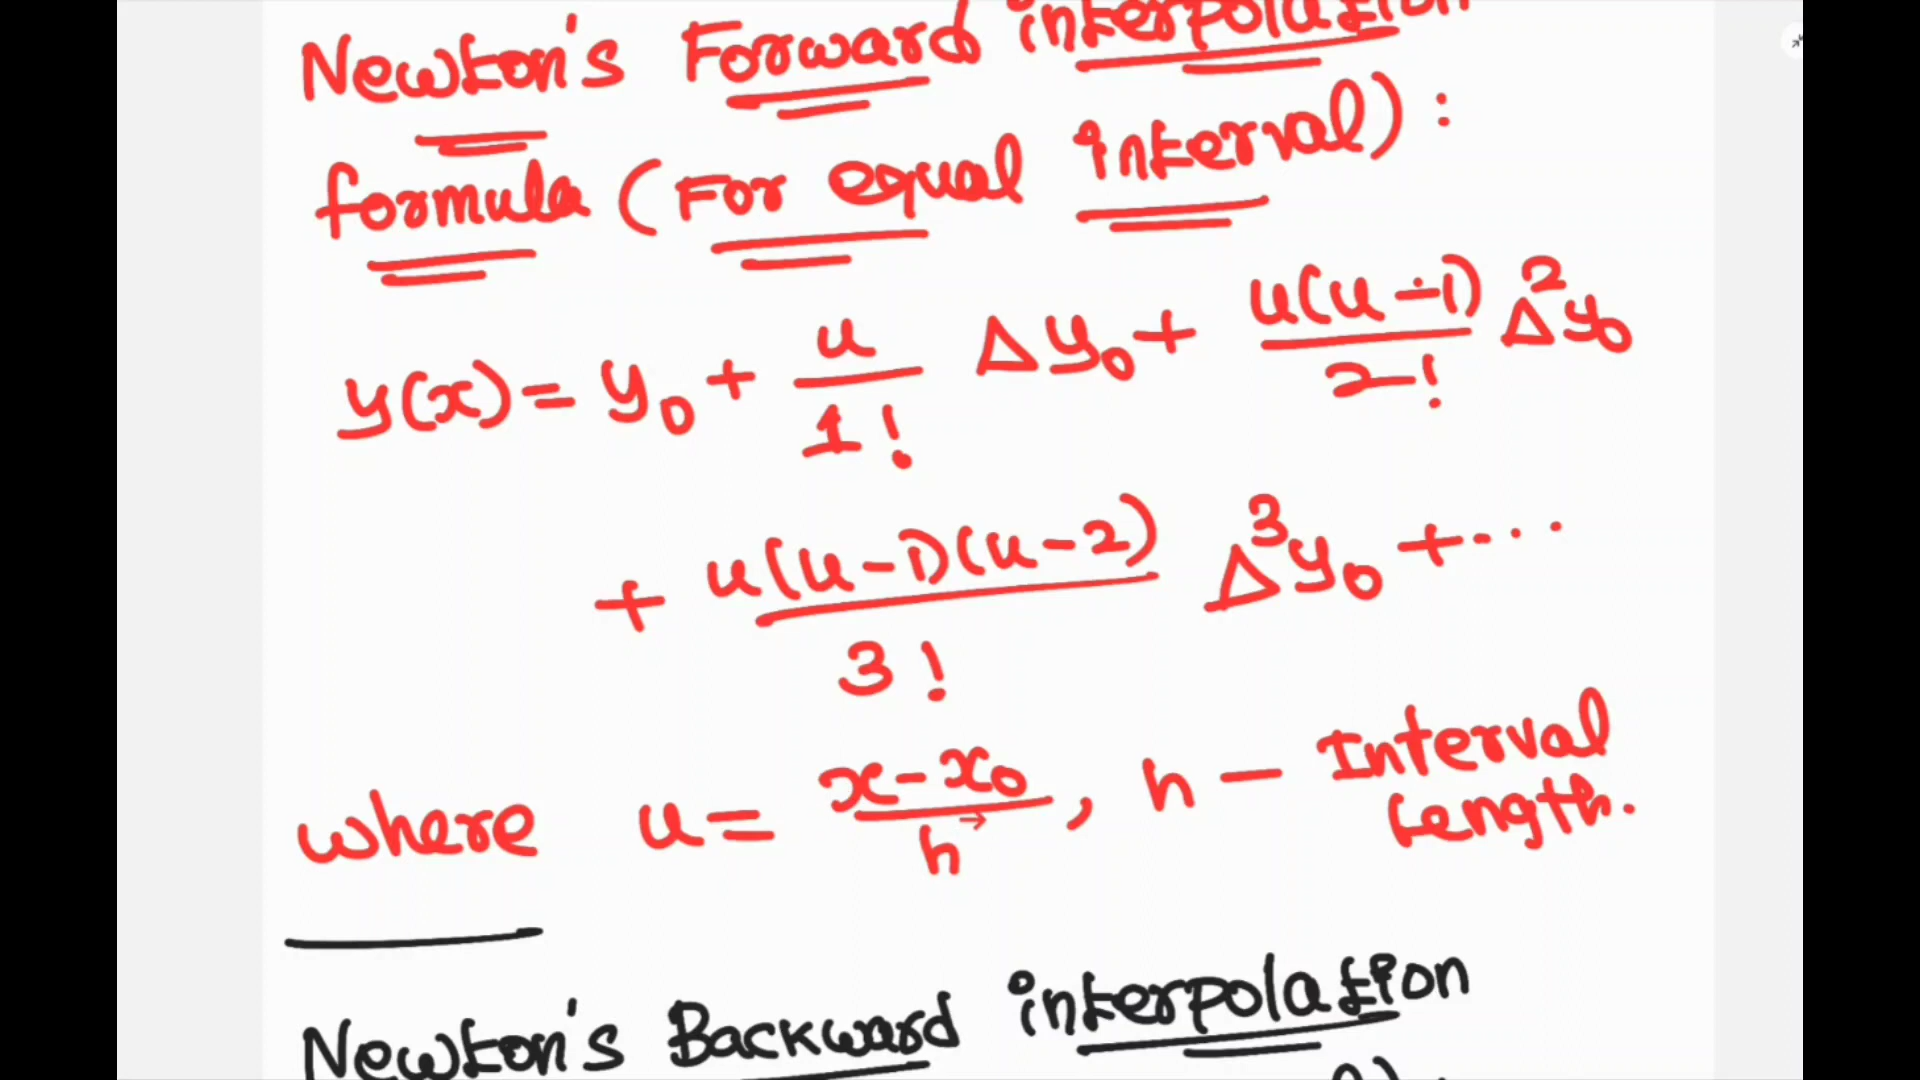 Newton's Forward interpolation
formula (For equal interval):
y(x) = y₀ + u/1! Δy₀ + u(u-1)/2! Δ²y₀
+ u(u-1)(u-2)/3! Δ³y₀ + ...
where u = x-x₀/h, h - Interval
Length.
Newton's Backward interpolation